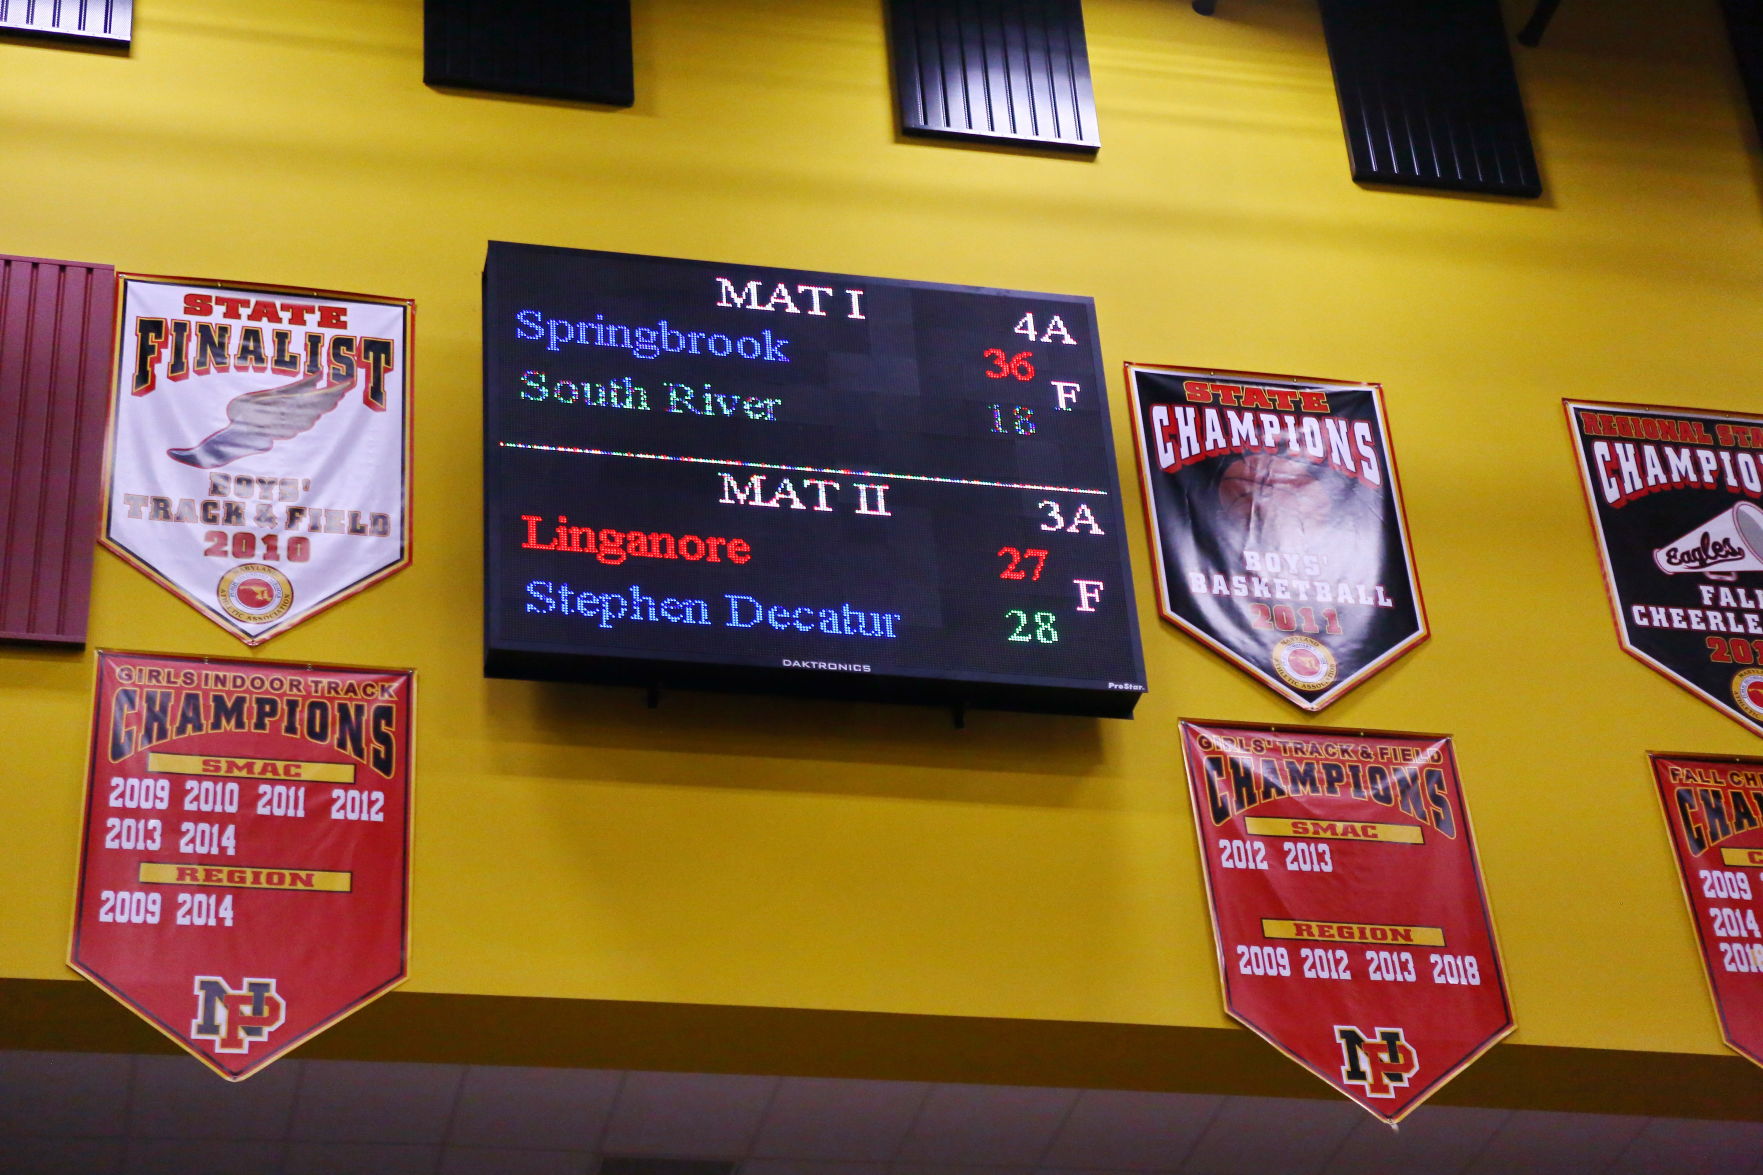 STATE
FINALIST
BOYS'
TRACK & FIELD
2010
GIRLS INDOOR TRACK
CHAMPIONS
SMAC
2009 2010 2011 2012
2013 2014
REGION
2009 2014
NP
MAT I
4A
Springbrook 36
F
South River 18
MAT II
3A
Linganore 27
F
Stephen Decatur 28
DAKTRONICS
ProStar
STATE
CHAMPIONS
BOYS'
BASKETBALL
2011
GIRLS' TRACK & FIELD
CHAMPIONS
SMAC
2012 2013
REGION
2009 2012 2013 2018
NP
REGIONAL
Eagles
2009
2014